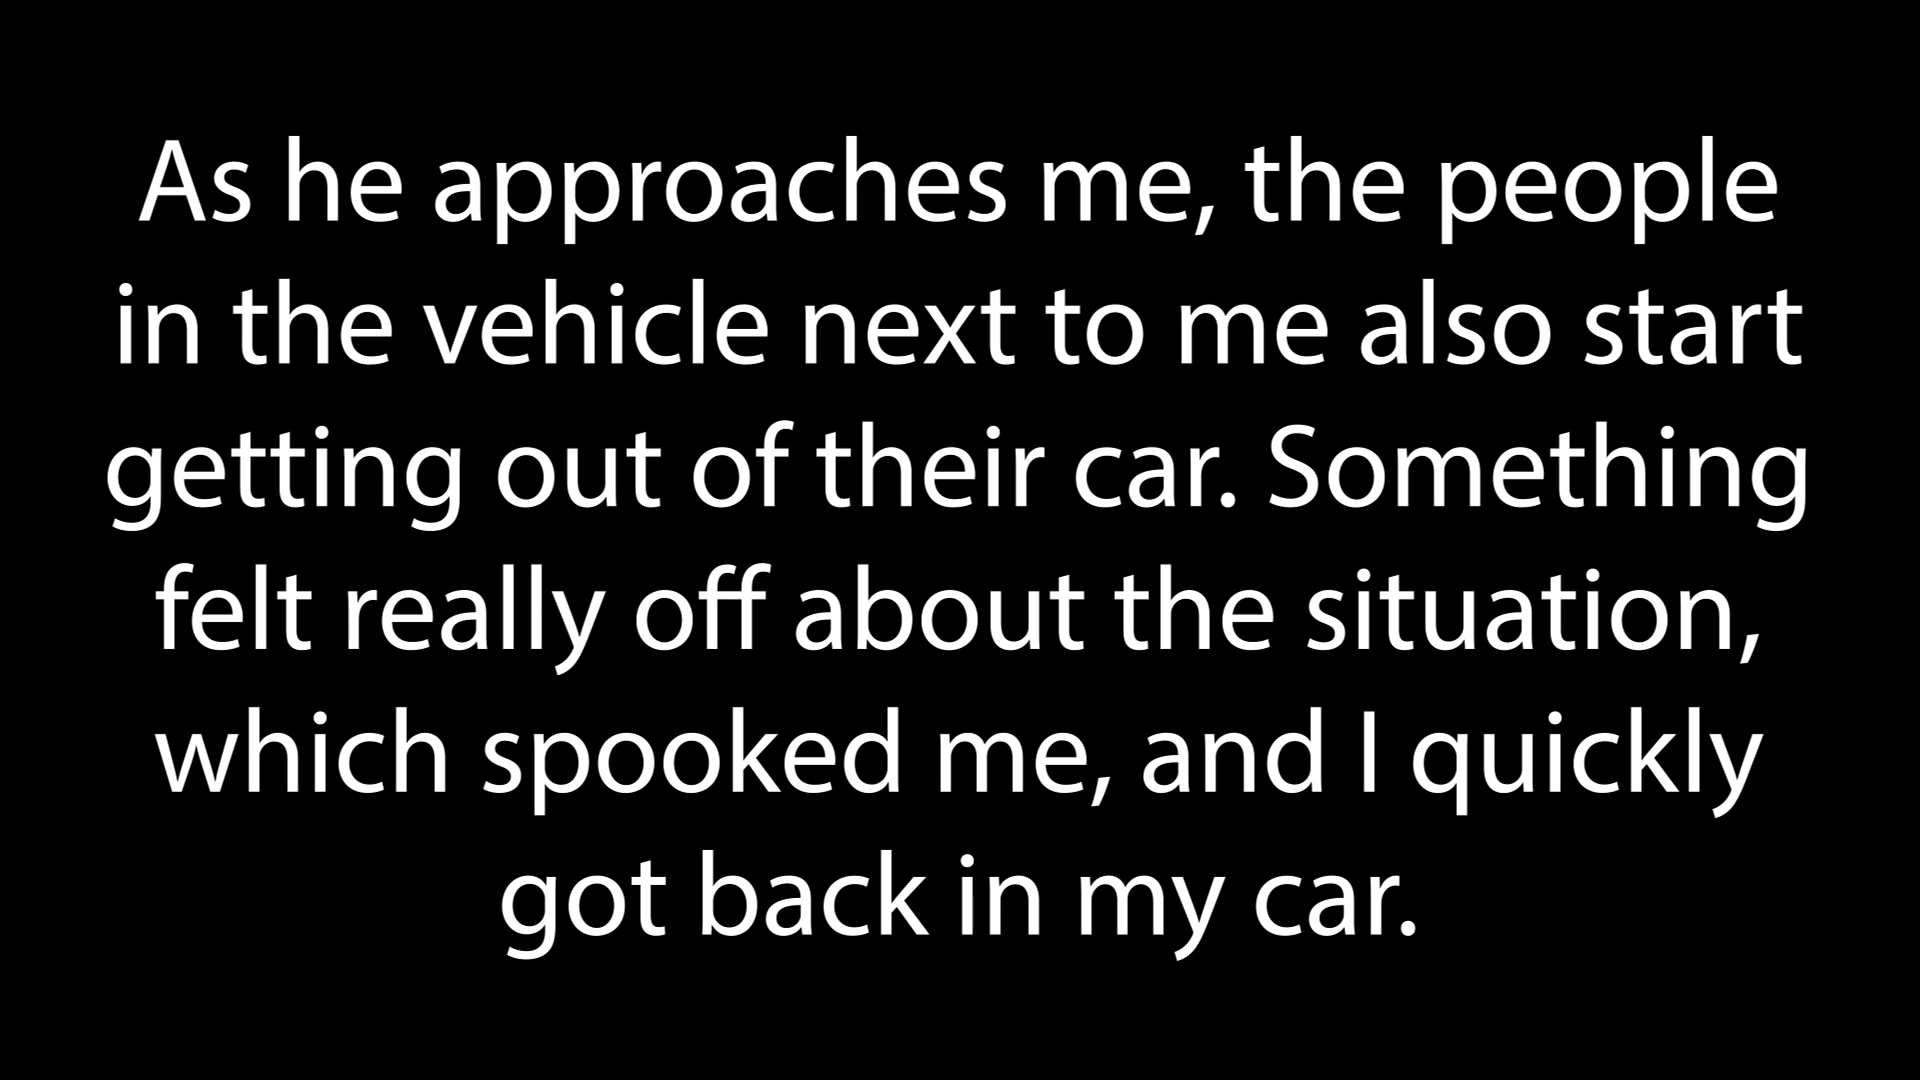 As he approaches me, the people
in the vehicle next to me also start
getting out of their car. Something
felt really off about the situation,
which spooked me, and I quickly
got back in my car.